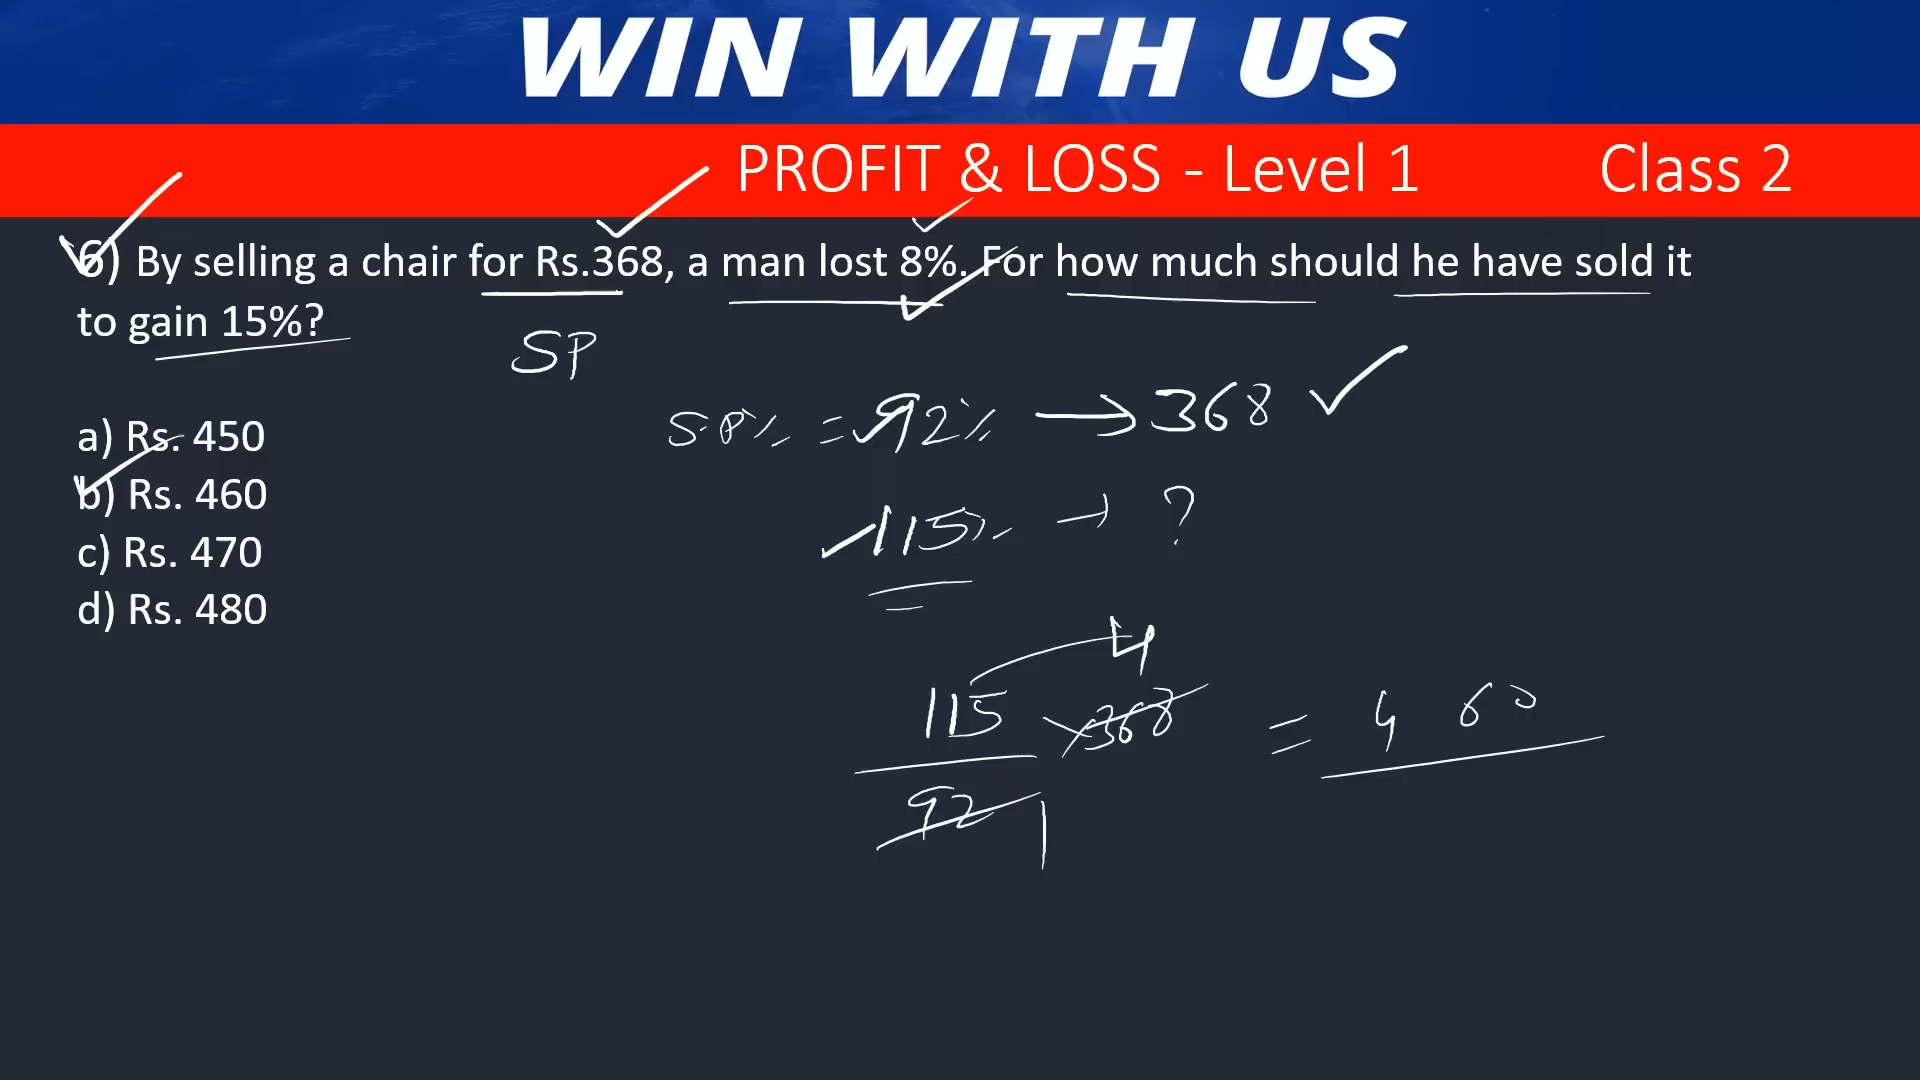 WIN WITH US
PROFIT & LOSS - Level 1 Class 2
6) By selling a chair for Rs.368, a man lost 8%. For how much should he have sold it
to gain 15%?
SP
a) Rs. 450
b) Rs. 460
c) Rs. 470
d) Rs. 480
S.P% = 92% → 368
115% → ?
4
115 × 368 = 460
92 1